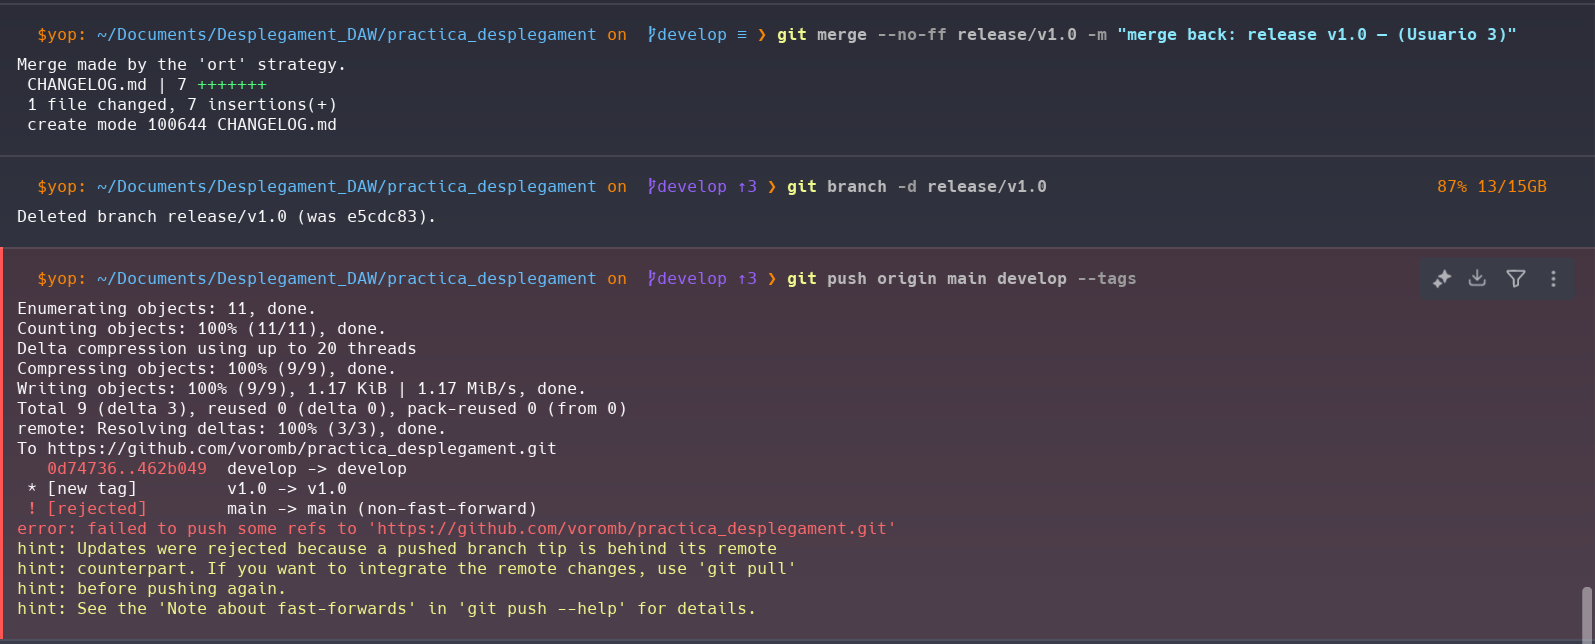 $yop: ~/Documents/Desplegament_DAW/practica_desplegament on develop ≡ ❯ git merge --no-ff release/v1.0 -m "merge back: release v1.0 — (Usuario 3)"
Merge made by the 'ort' strategy.
CHANGELOG.md | 7 +++++++
1 file changed, 7 insertions(+)
create mode 100644 CHANGELOG.md
$yop: ~/Documents/Desplegament_DAW/practica_desplegament on develop ↑3 ❯ git branch -d release/v1.0 87% 13/15GB
Deleted branch release/v1.0 (was e5cdc83).
$yop: ~/Documents/Desplegament_DAW/practica_desplegament on develop ↑3 ❯ git push origin main develop --tags
Enumerating objects: 11, done.
Counting objects: 100% (11/11), done.
Delta compression using up to 20 threads
Compressing objects: 100% (9/9), done.
Writing objects: 100% (9/9), 1.17 KiB | 1.17 MiB/s, done.
Total 9 (delta 3), reused 0 (delta 0), pack-reused 0 (from 0)
remote: Resolving deltas: 100% (3/3), done.
To https://github.com/voromb/practica_desplegament.git
0d74736..462b049 develop -> develop
* [new tag] v1.0 -> v1.0
! [rejected] main -> main (non-fast-forward)
error: failed to push some refs to 'https://github.com/voromb/practica_desplegament.git'
hint: Updates were rejected because a pushed branch tip is behind its remote
hint: counterpart. If you want to integrate the remote changes, use 'git pull'
hint: before pushing again.
hint: See the 'Note about fast-forwards' in 'git push --help' for details.